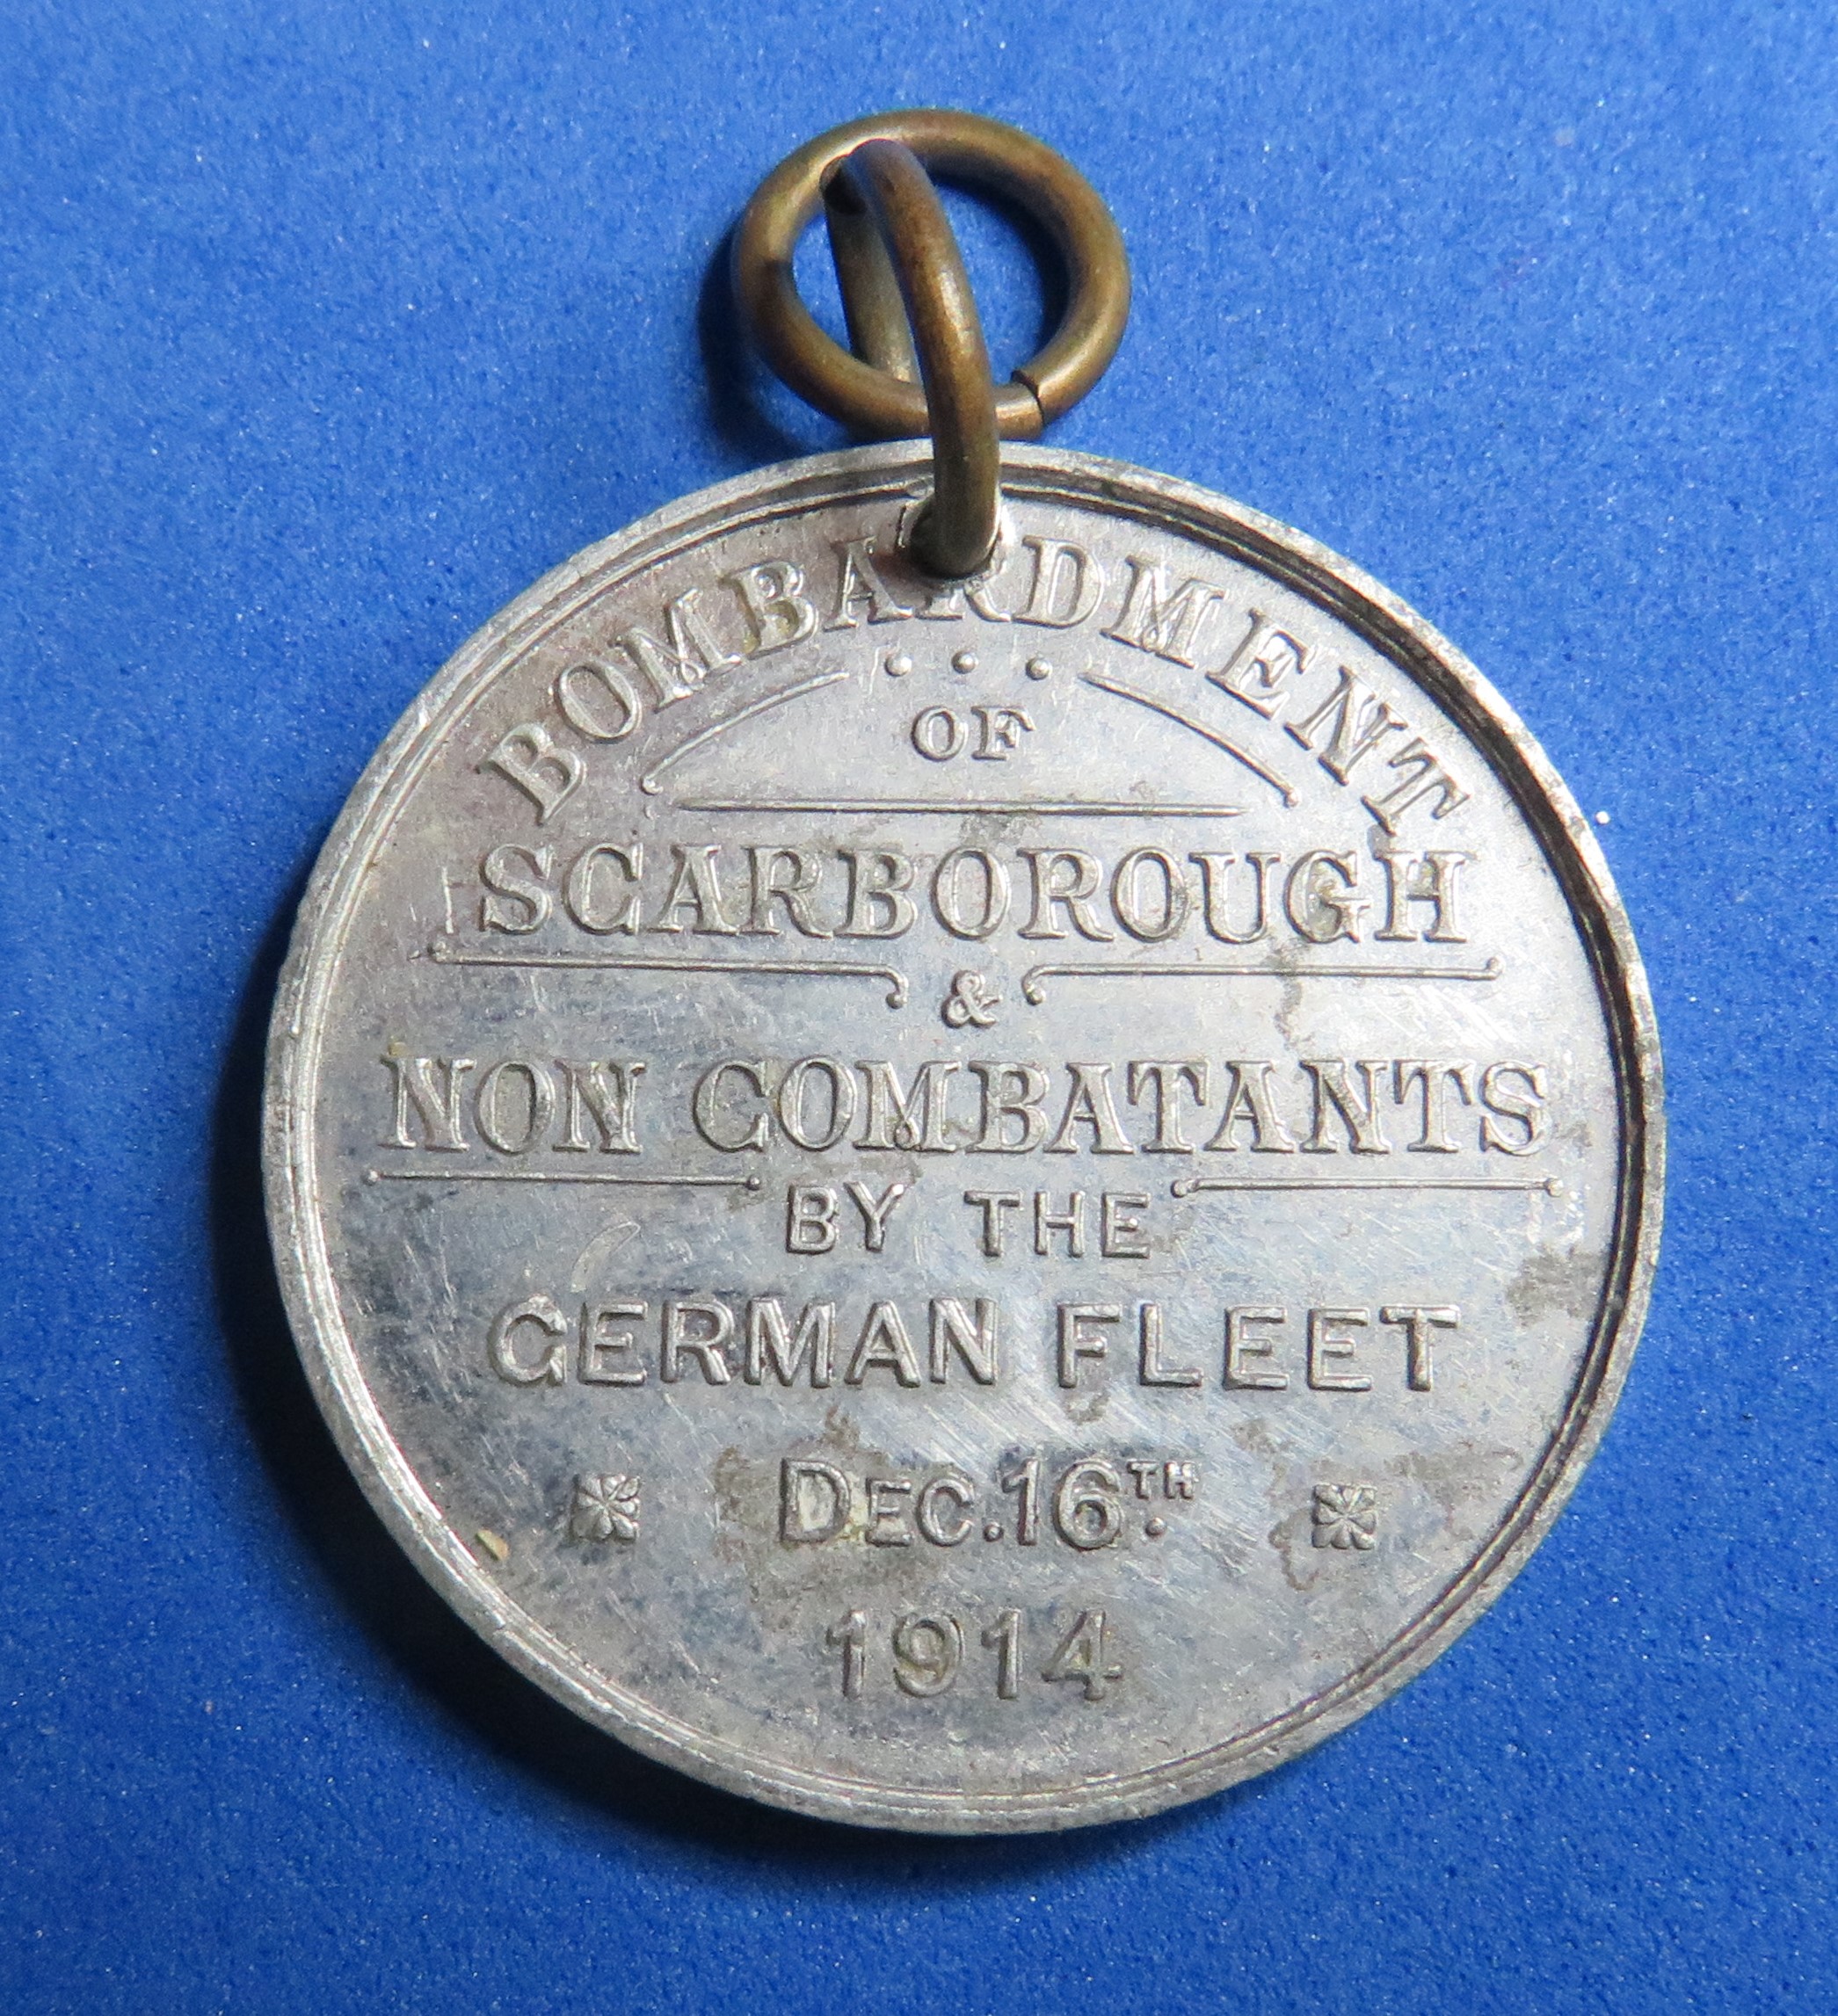 BOMBARDMENT
OF
SCARBOROUGH
&
NON COMBATANTS
BY THE
GERMAN FLEET
DEC. 16TH.
1914